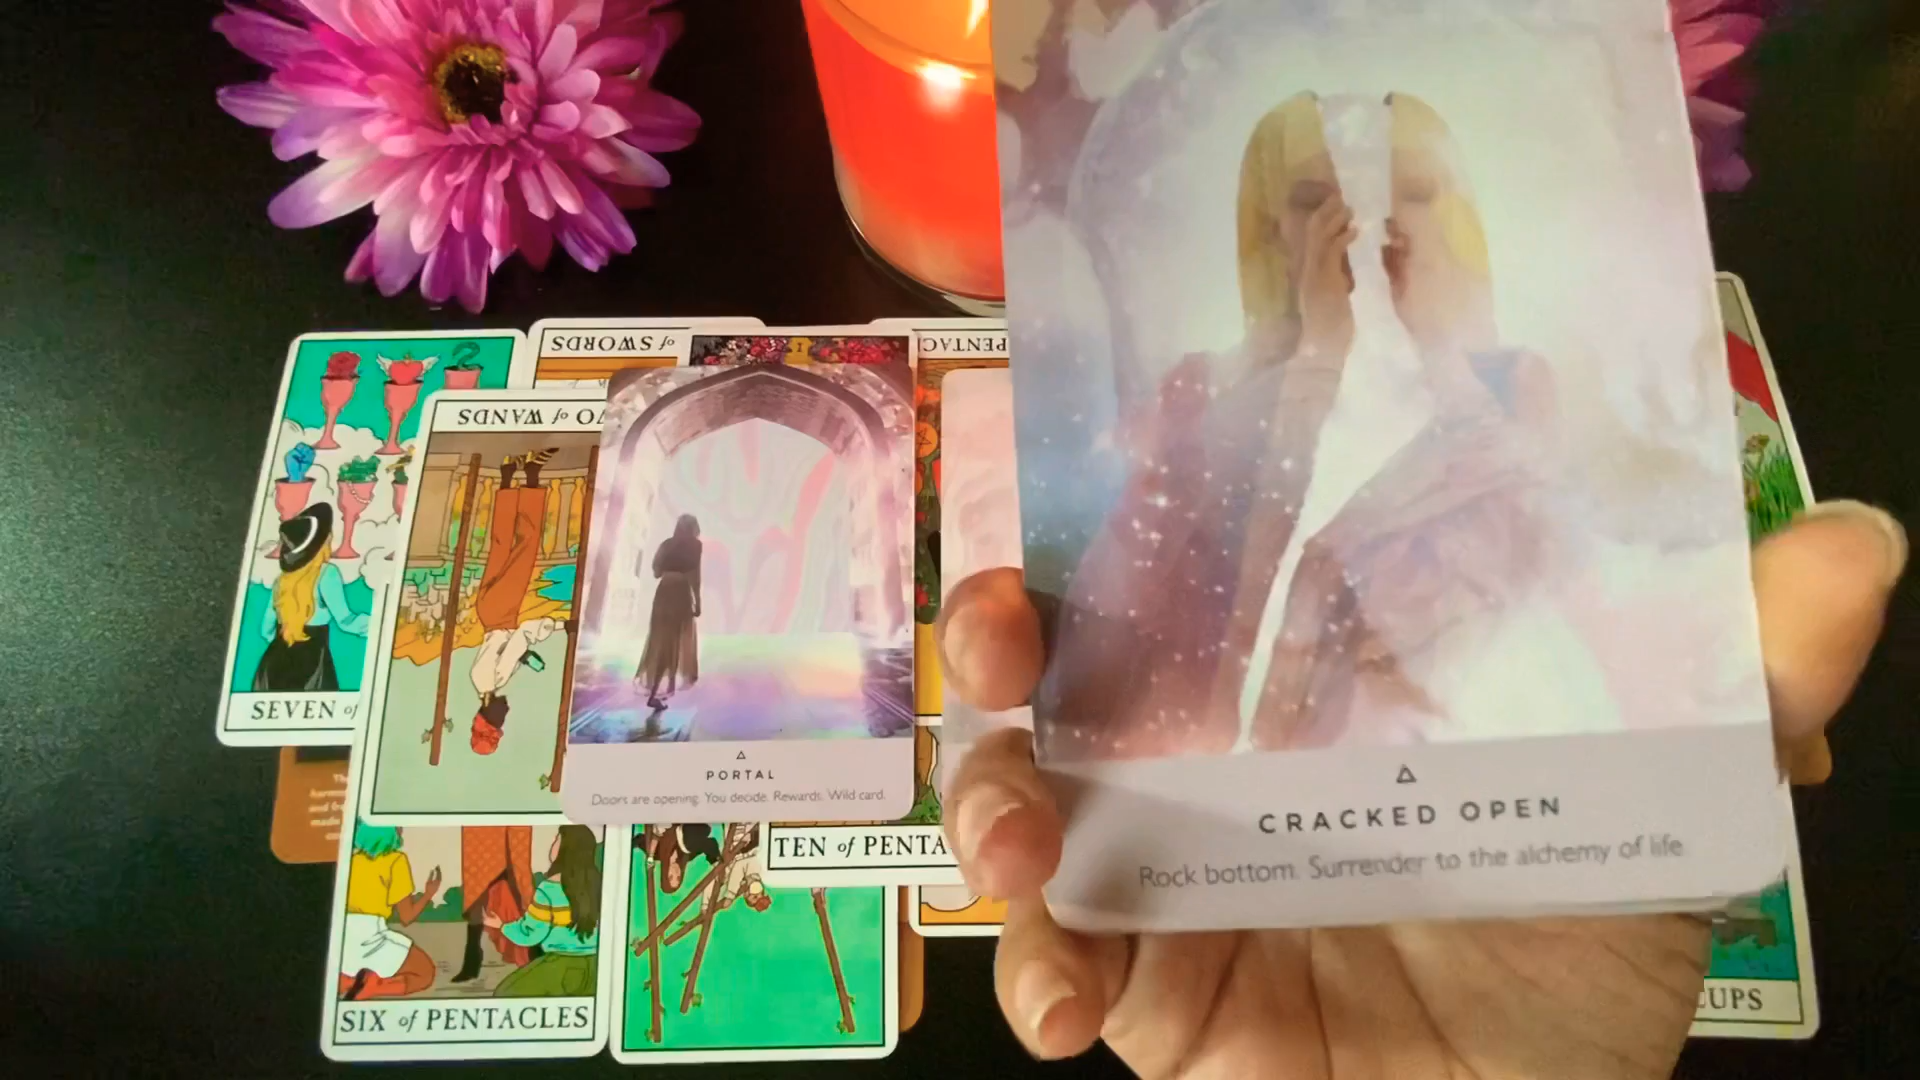 of SWORDS
PENTAC
I
of WANDS
SEVEN of
PORTAL
Doors are opening. You decide. Rewards. Wild card.
CRACKED OPEN
Rock bottom. Surrender to the alchemy of life
TEN of PENTA
SIX of PENTACLES
CUPS